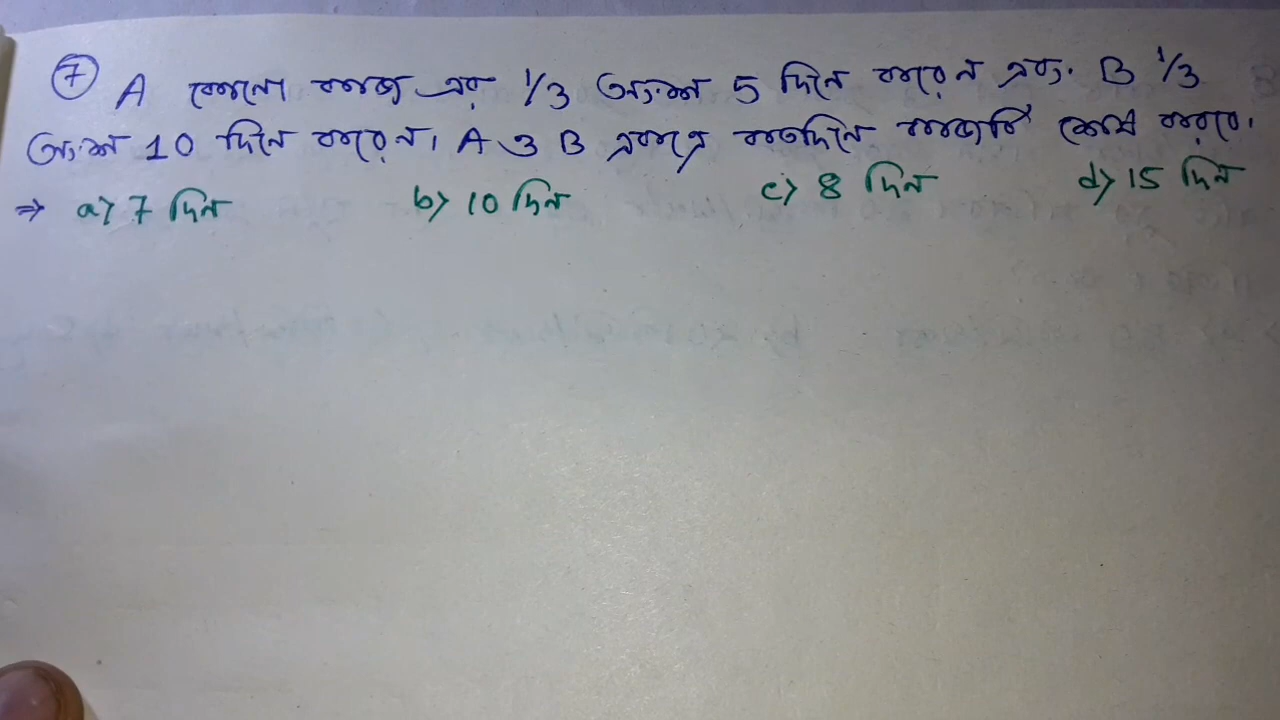 ⑦ A কোনো কাজ এর 1/3 অংশ 5 দিনে করেন এবং B 1/3
অংশ 10 দিনে করেন। A ও B একত্রে কতদিনে কাজটি শেষ করবে।
⇒ a> 7 দিন b> 10 দিন c> 8 দিন d> 15 দিন